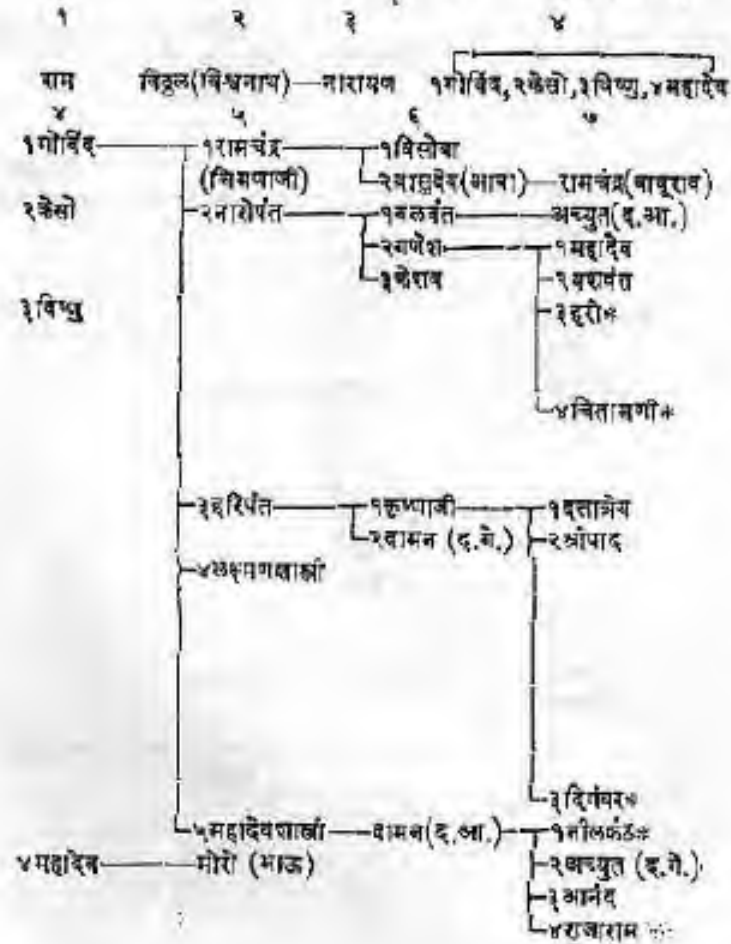 १ २ ३ ४
राम विठ्ठल(विश्वनाथ) नारायण १गोविंद, २केसो, ३विष्णु, ४महादेव
४ ५ ६ ७
१गोविंद १रामचंद्र १विसोबा
(चिमणाजी) २वासुदेव(बाबा) रामचंद्र(बापूराव)
२केसो २नारोपंत १बलवंत अच्युत(द.आ.)
२गणेश १महादेव
३विष्णु ३केशव २यशवंत
३हरी*
४चिंतामणी*
३हरिपंत १कृष्णाजी १दत्तात्रेय
२वामन (द.गे.) २श्रीपाद
४लक्ष्मणशास्त्री
३दिगंबर*
५महादेवशास्त्री वामन(द.आ.) १नीलकंठ*
४महादेव मोरो (भाऊ) २अच्युत (द.गे.)
३आनंद
४राजाराम *